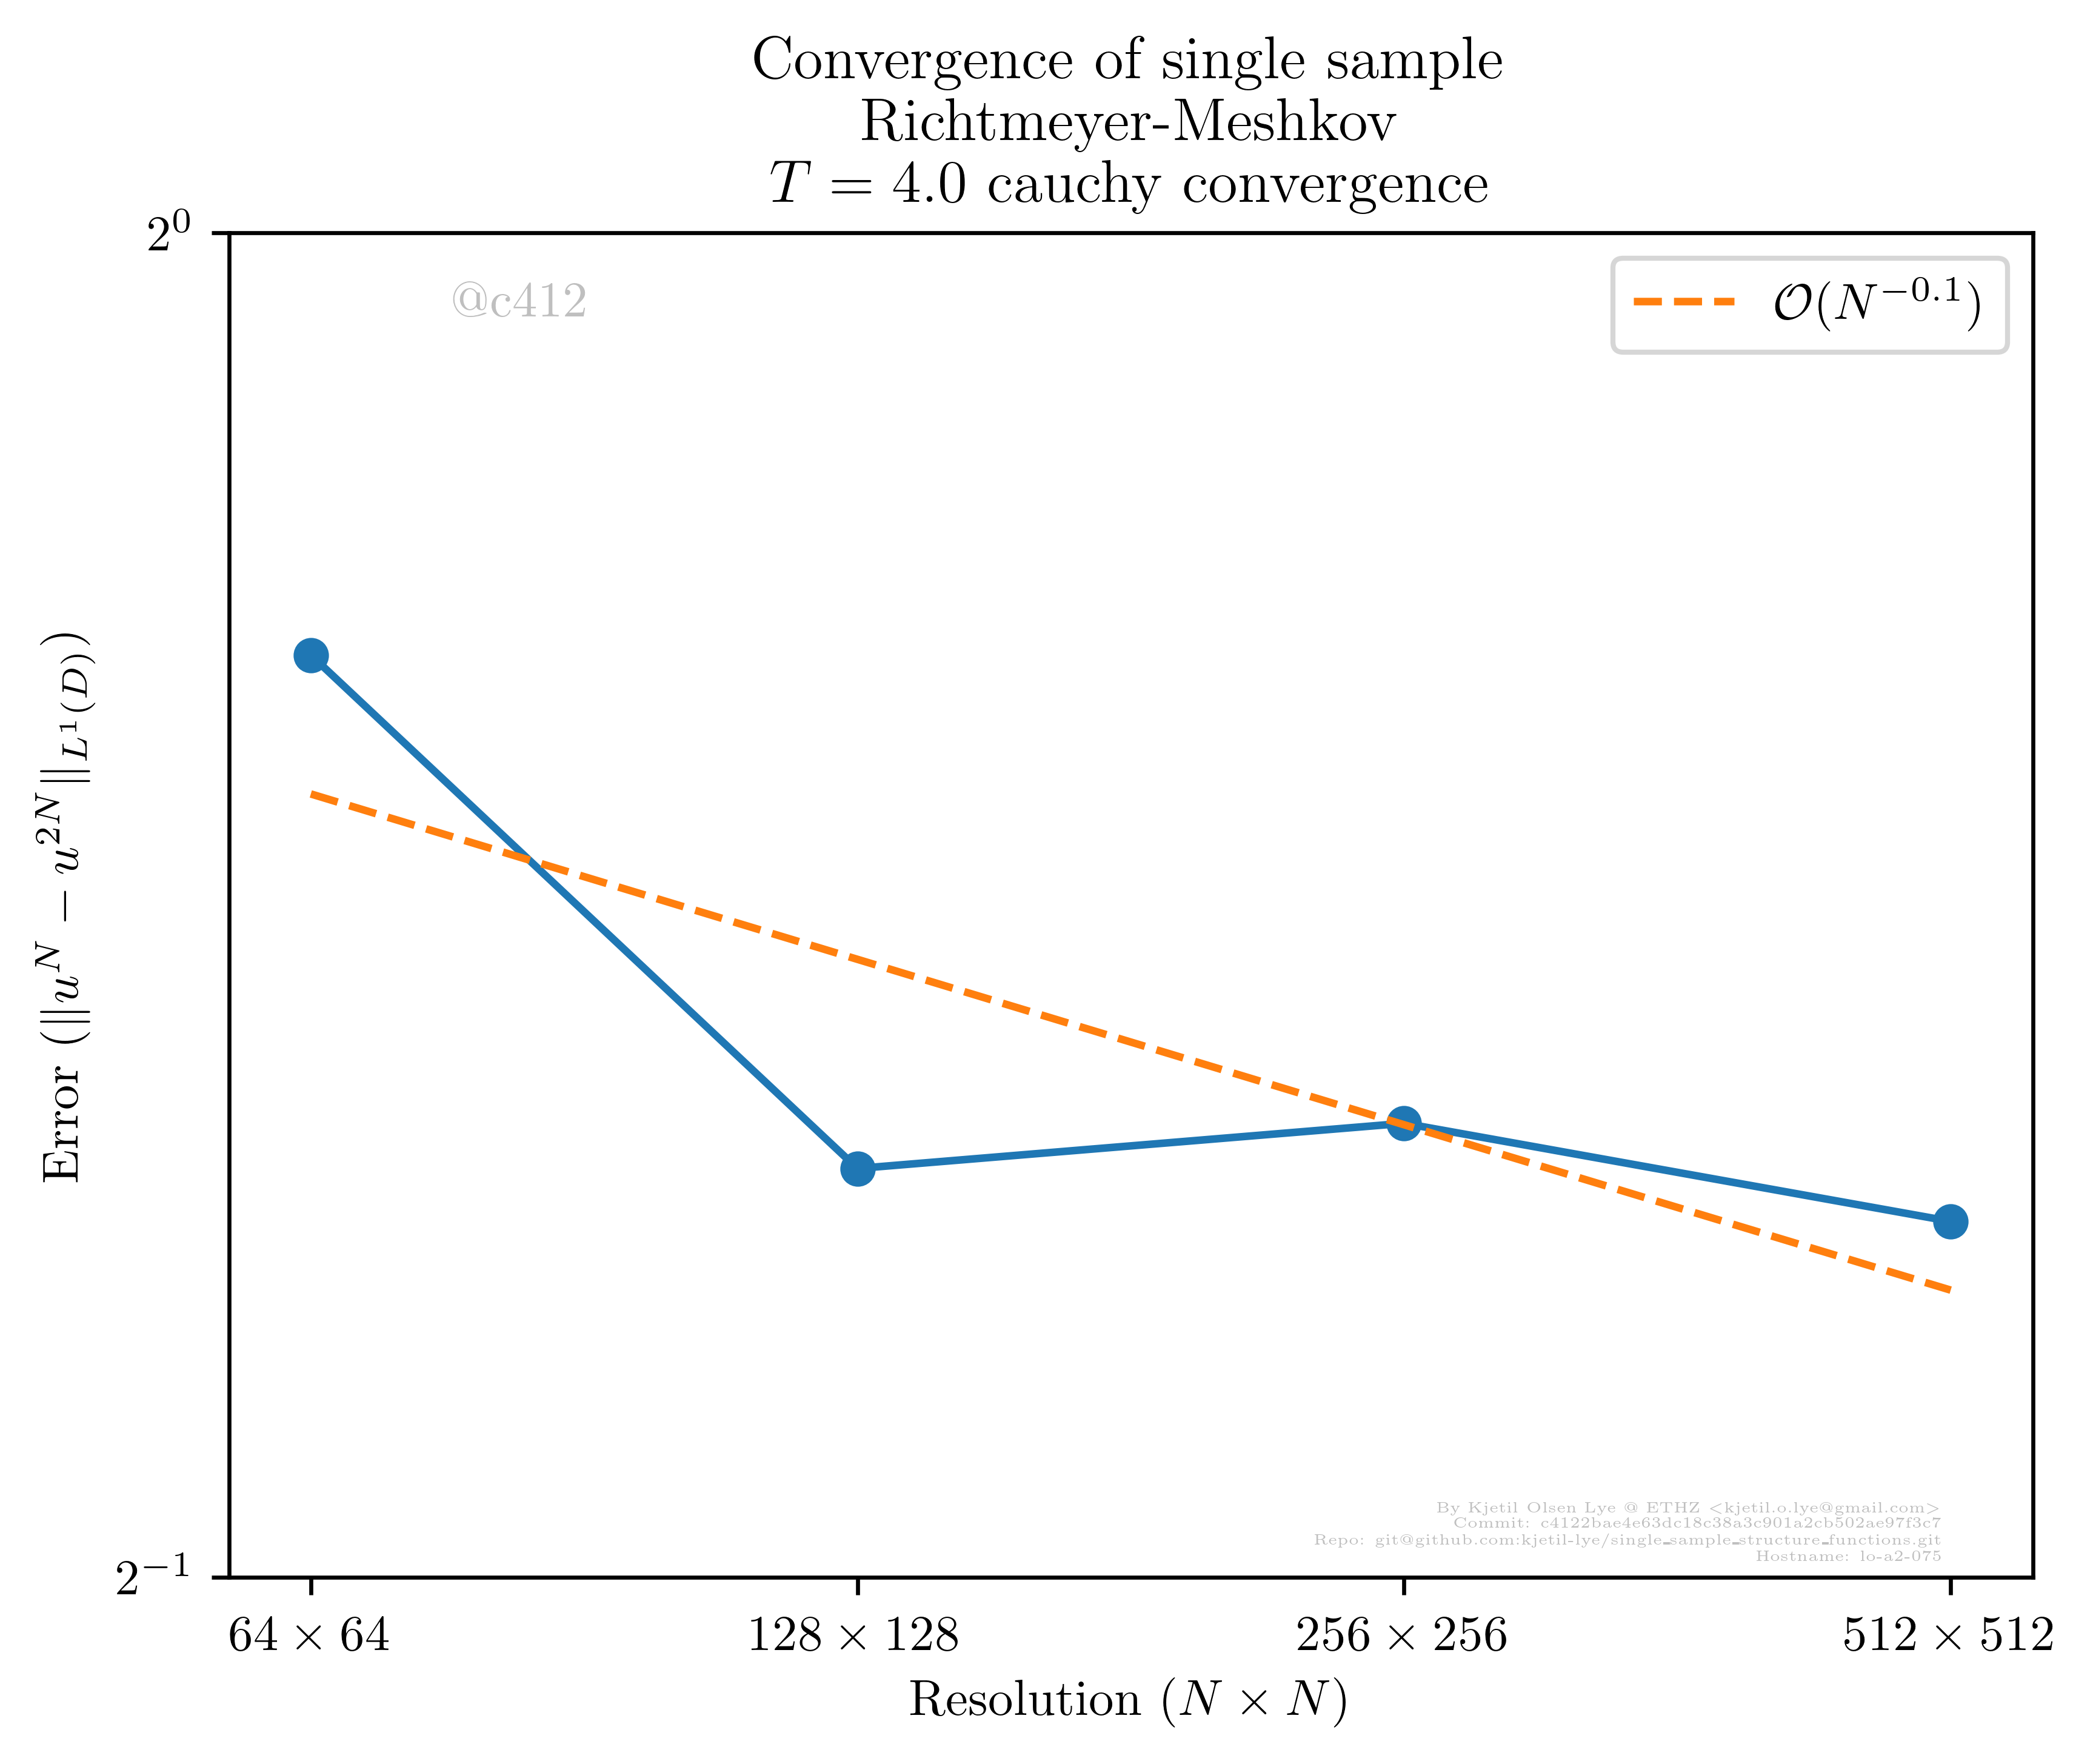 Convergence of single sample
Richtmeyer-Meshkov
T = 4.0 cauchy convergence
2^0
@c412
O(N^{-0.1})
Error (||u^N − u^{2N}||_{L^1(D)})
2^{-1}
By Kjetil Olsen Lye @ ETHZ <kjetil.o.lye@gmail.com>
Commit: c4122bae4e63dc18c38a3c901a2cb502ae97f3c7
Repo: git@github.com:kjetil-lye/single_sample_structure_functions.git
Hostname: lo-a2-075
64 × 64 128 × 128 256 × 256 512 × 512
Resolution (N × N)